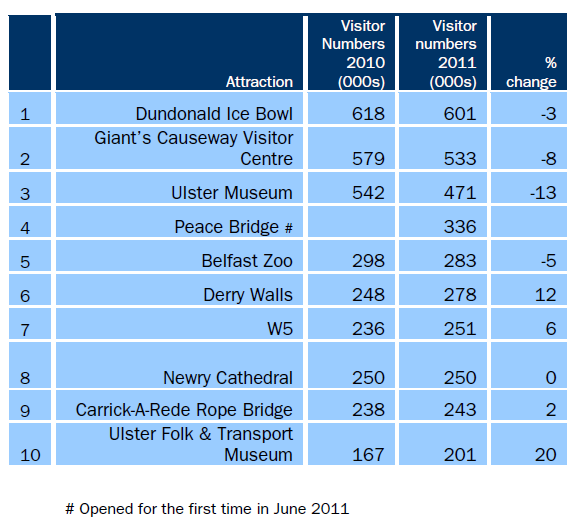 Attraction Visitor Numbers 2010 (000s) Visitor numbers 2011 (000s) % change
1 Dundonald Ice Bowl 618 601 -3
2 Giant's Causeway Visitor Centre 579 533 -8
3 Ulster Museum 542 471 -13
4 Peace Bridge # 336
5 Belfast Zoo 298 283 -5
6 Derry Walls 248 278 12
7 W5 236 251 6
8 Newry Cathedral 250 250 0
9 Carrick-A-Rede Rope Bridge 238 243 2
10 Ulster Folk & Transport Museum 167 201 20
# Opened for the first time in June 2011